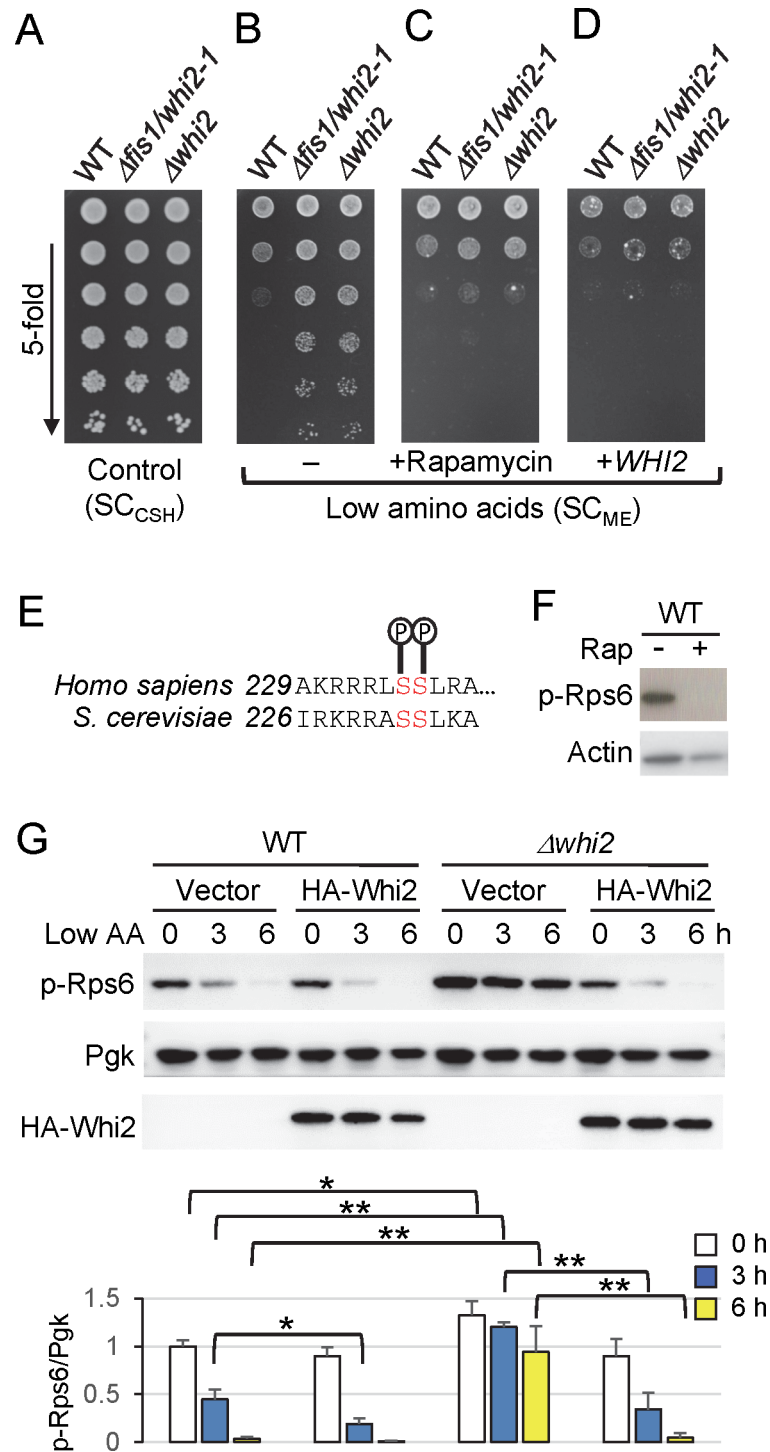 A B C D
WT Δfis1/whi2-1 Δwhi2 WT Δfis1/whi2-1 Δwhi2 WT Δfis1/whi2-1 Δwhi2 WT Δfis1/whi2-1 Δwhi2
5-fold
– +Rapamycin +WHI2
Control
(SCCSH)
Low amino acids (SCME)
E
P P
Homo sapiens 229 AKRRRLSSLRA...
S. cerevisiae 226 IRKRRASSLKA
F
WT
Rap - +
p-Rps6
Actin
G
WT Δwhi2
Vector HA-Whi2 Vector HA-Whi2
Low AA 0 3 6 0 3 6 0 3 6 0 3 6 h
p-Rps6
Pgk
HA-Whi2
*
**
**
**
**
*
0 h
3 h
6 h
p-Rps6/Pgk
1.5
1
0.5
0